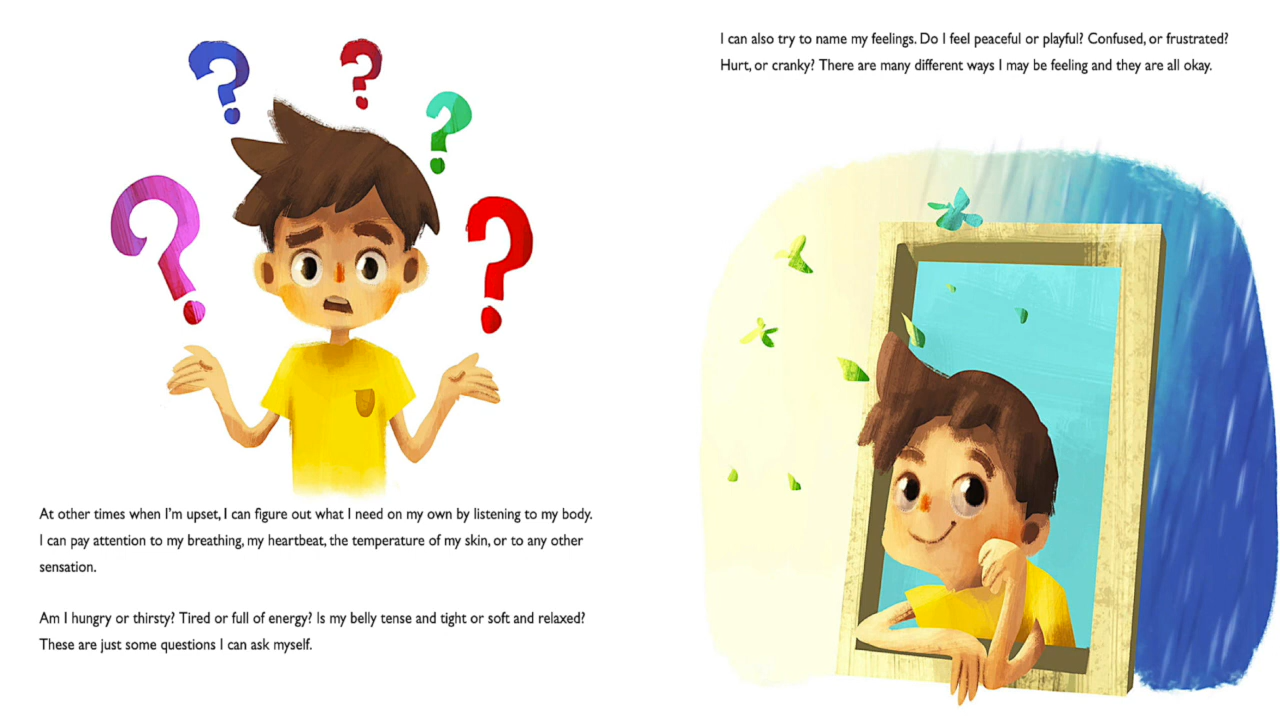 At other times when I'm upset, I can figure out what I need on my own by listening to my body.
I can pay attention to my breathing, my heartbeat, the temperature of my skin, or to any other
sensation.
Am I hungry or thirsty? Tired or full of energy? Is my belly tense and tight or soft and relaxed?
These are just some questions I can ask myself.
I can also try to name my feelings. Do I feel peaceful or playful? Confused, or frustrated?
Hurt, or cranky? There are many different ways I may be feeling and they are all okay.